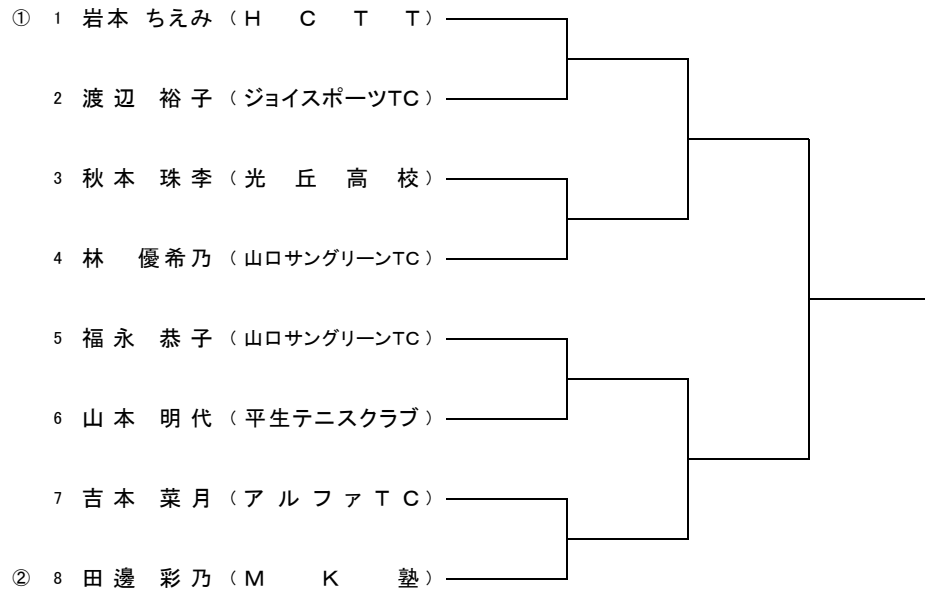 ① 1 岩本 ちえみ (H C T T)
2 渡辺 裕子 (ジョイスポーツTC)
3 秋本 珠李 (光丘高校)
4 林 優希乃 (山口サングリーンTC)
5 福永 恭子 (山口サングリーンTC)
6 山本 明代 (平生テニスクラブ)
7 吉本 菜月 (アルファTC)
② 8 田邊 彩乃 (MK塾)